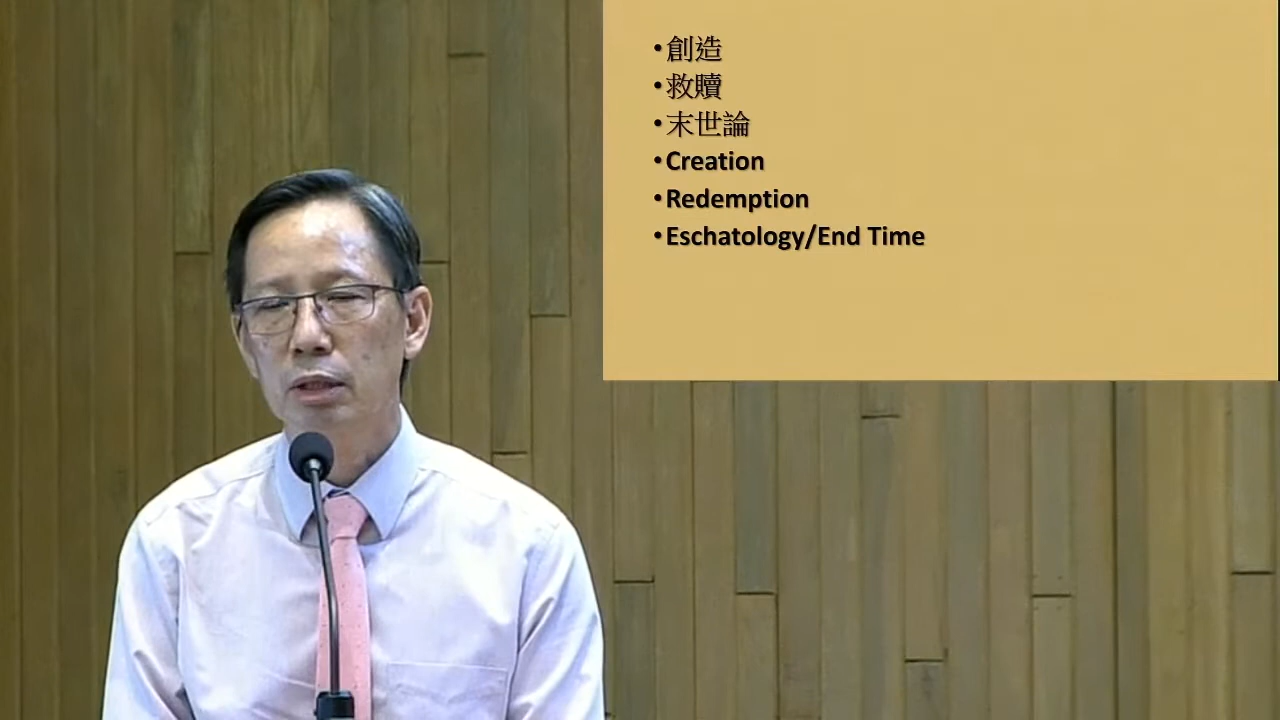 •創造
•救贖
•末世論
•Creation
•Redemption
•Eschatology/End Time